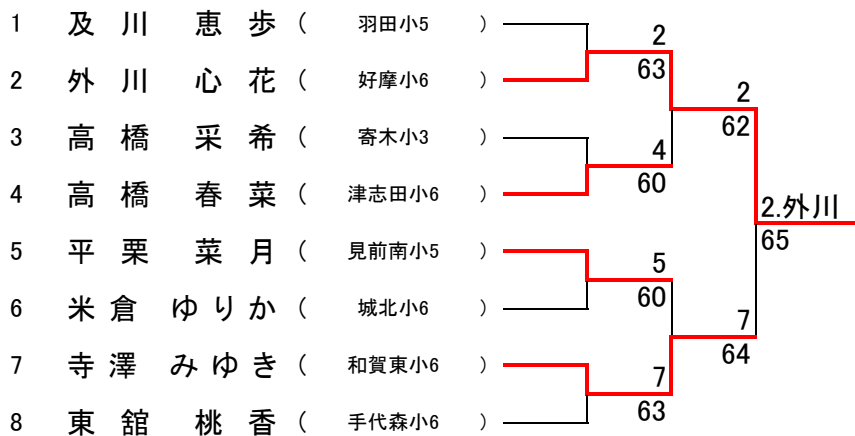 1 及川 恵歩 ( 羽田小5 )
2 外川 心花 ( 好摩小6 )
3 高橋 采希 ( 寄木小3 )
4 高橋 春菜 ( 津志田小6 )
5 平栗 菜月 ( 見前南小5 )
6 米倉 ゆりか ( 城北小6 )
7 寺澤 みゆき ( 和賀東小6 )
8 東舘 桃香 ( 手代森小6 )
2
63
4
60
5
60
7
63
2
62
7
64
2.外川
65